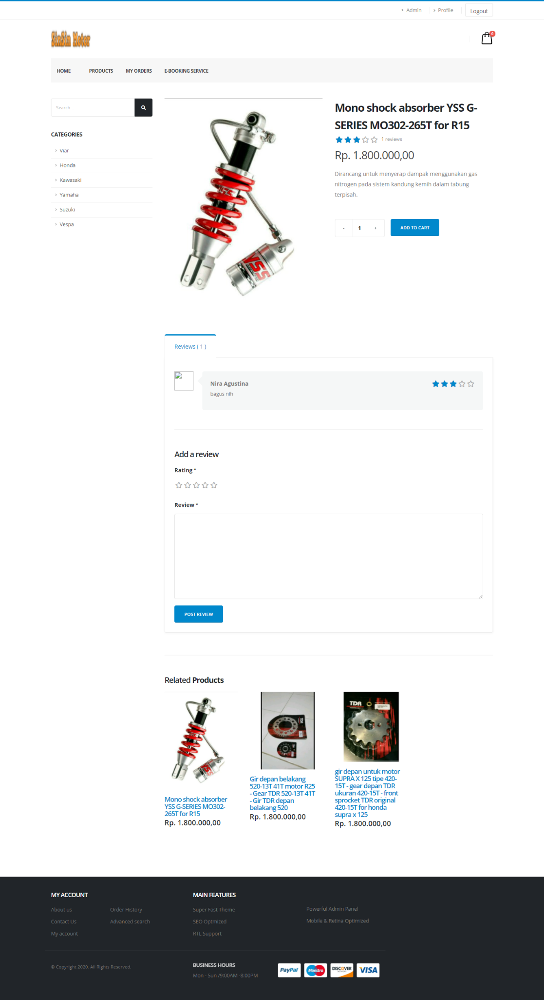 Admin
Profile
Logout
SinSin Motor
0
HOME
PRODUCTS
MY ORDERS
E-BOOKING SERVICE
Search...
CATEGORIES
Viar
Honda
Kawasaki
Yamaha
Suzuki
Vespa
YSS
YSS
Mono shock absorber YSS G-
SERIES MO302-265T for R15
1 reviews
Rp. 1.800.000,00
Dirancang untuk menyerap dampak menggunakan gas
nitrogen pada sistem kandung kemih dalam tabung
terpisah.
- 1 +
ADD TO CART
Reviews ( 1 )
Nira Agustina
bagus nih
Add a review
Rating *
Review *
POST REVIEW
Related Products
YSS
Mono shock absorber
YSS G-SERIES MO302-
265T for R15
Rp. 1.800.000,00
TDR
Gir depan belakang
520-13T 41T motor R25
- Gear TDR 520-13T 41T
- Gir TDR depan
belakang 520
Rp. 1.800.000,00
TDR
gir depan untuk motor
SUPRA X 125 tipe 420-
15T - gear depan TDR
ukuran 420-15T - front
sprocket TDR original
420-15T for honda
supra x 125
Rp. 1.800.000,00
MY ACCOUNT
About us
Contact Us
My account
Order History
Advanced search
MAIN FEATURES
Super Fast Theme
SEO Optmized
RTL Support
Powerful Admin Panel
Mobile & Retina Optimized
© Copyright 2020. All Rights Reserved.
BUSINESS HOURS
Mon - Sun /9:00AM -8:00PM
PayPal
Maestro
DISCOVER
NETWORK
VISA